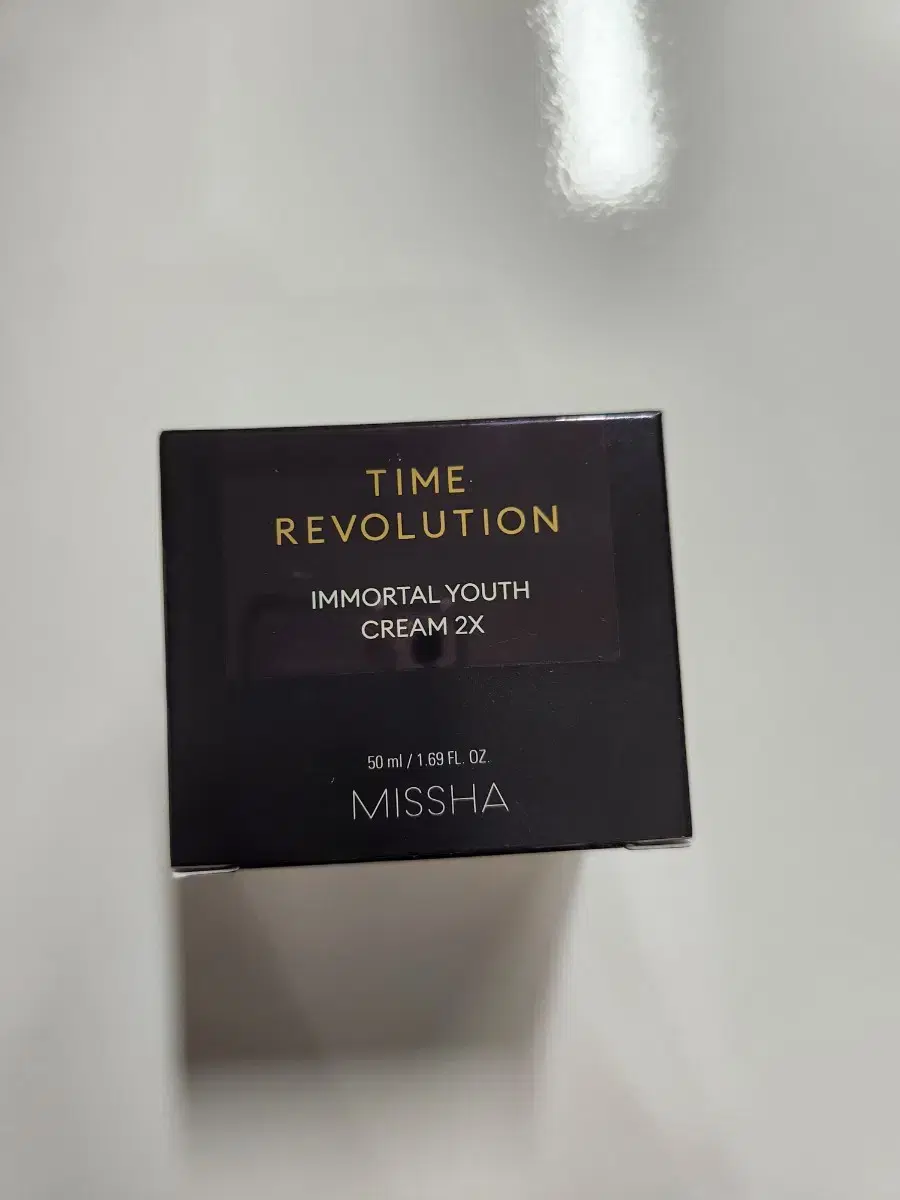 TIME
REVOLUTION
IMMORTAL YOUTH
CREAM 2X
50 ml / 1.69 FL. OZ.
MISSHA